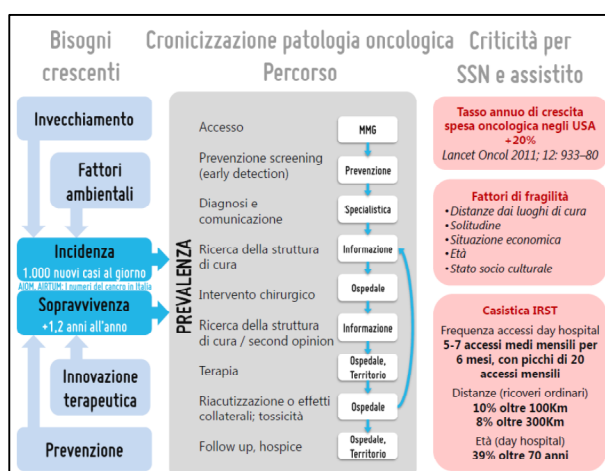 Bisogni
crescenti
Cronicizzazione patologia oncologica
Percorso
Criticità per
SSN e assistito
Invecchiamento
Fattori
ambientali
Incidenza
1.000 nuovi casi al giorno
AIOM, AIRTUM: I numeri del cancro in Italia
Sopravvivenza
+1,2 anni all'anno
Innovazione
terapeutica
Prevenzione
PREVALENZA
Accesso
MMG
Prevenzione screening
(early detection)
Prevenzione
Diagnosi e
comunicazione
Specialistica
Ricerca della struttura
di cura
Informazione
Intervento chirurgico
Ospedale
Ricerca della struttura
di cura / second opinion
Informazione
Terapia
Ospedale,
Territorio
Riacutizzazione o effetti
collaterali; tossicità
Ospedale
Follow up, hospice
Ospedale,
Territorio
Tasso annuo di crescita
spesa oncologica negli USA
+20%
Lancet Oncol 2011; 12: 933–80
Fattori di fragilità
•Distanze dai luoghi di cura
•Solitudine
•Situazione economica
•Età
•Stato socio culturale
Casistica IRST
Frequenza accessi day hospital
5-7 accessi medi mensili per
6 mesi, con picchi di 20
accessi mensili
Distanze (ricoveri ordinari)
10% oltre 100Km
8% oltre 300Km
Età (day hospital)
39% oltre 70 anni